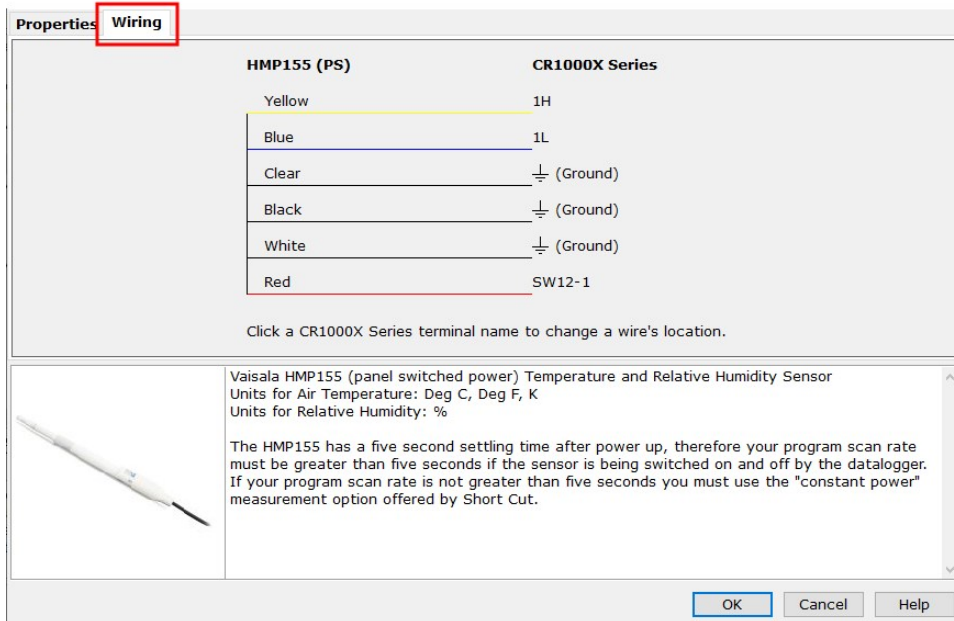 Properties Wiring
HMP155 (PS) CR1000X Series
Yellow 1H
Blue 1L
Clear (Ground)
Black (Ground)
White (Ground)
Red SW12-1
Click a CR1000X Series terminal name to change a wire's location.
Vaisala HMP155 (panel switched power) Temperature and Relative Humidity Sensor
Units for Air Temperature: Deg C, Deg F, K
Units for Relative Humidity: %
The HMP155 has a five second settling time after power up, therefore your program scan rate
must be greater than five seconds if the sensor is being switched on and off by the datalogger.
If your program scan rate is not greater than five seconds you must use the "constant power"
measurement option offered by Short Cut.
OK Cancel Help